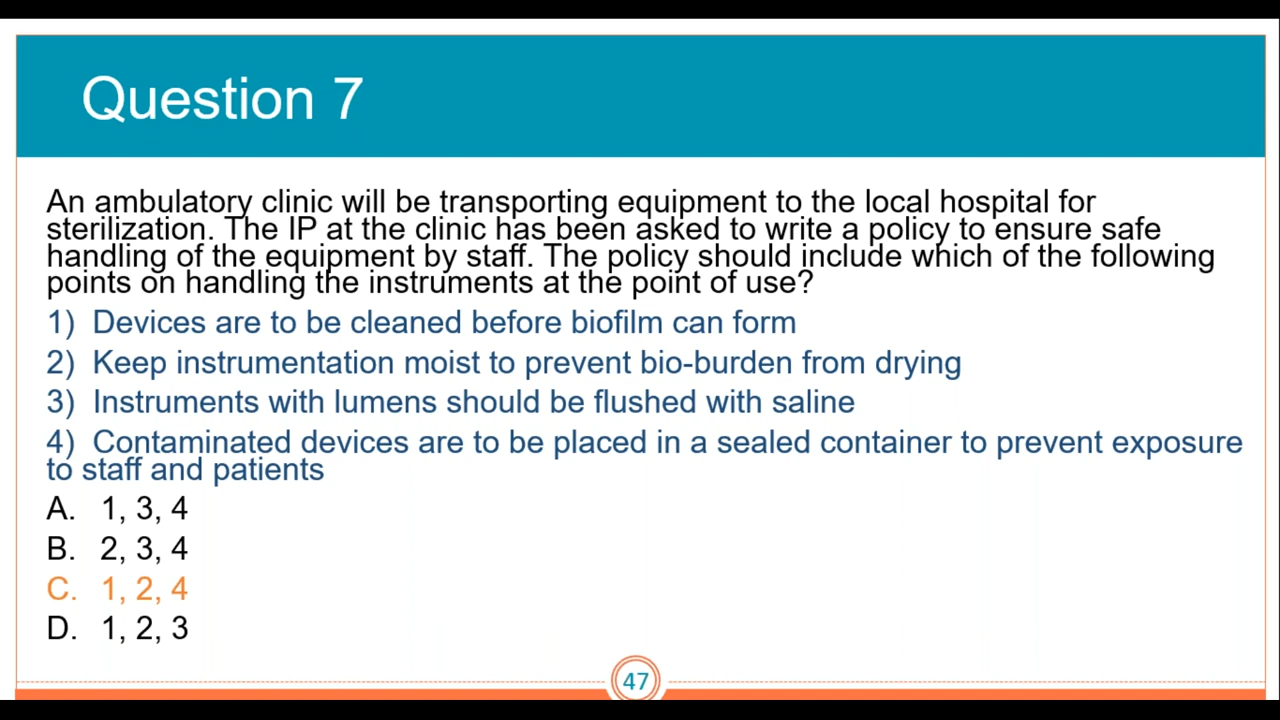 Question 7
An ambulatory clinic will be transporting equipment to the local hospital for
sterilization. The IP at the clinic has been asked to write a policy to ensure safe
handling of the equipment by staff. The policy should include which of the following
points on handling the instruments at the point of use?
1) Devices are to be cleaned before biofilm can form
2) Keep instrumentation moist to prevent bio-burden from drying
3) Instruments with lumens should be flushed with saline
4) Contaminated devices are to be placed in a sealed container to prevent exposure
to staff and patients
A. 1, 3, 4
B. 2, 3, 4
C. 1, 2, 4
D. 1, 2, 3
47